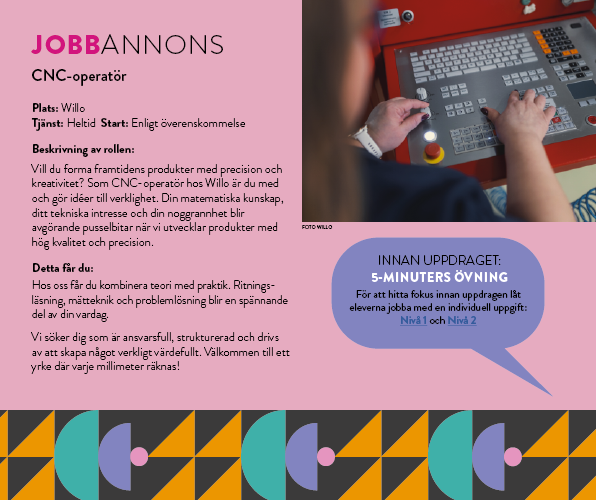 JOBBANNONS
CNC-operatör
Plats: Willo
Tjänst: Heltid Start: Enligt överenskommelse
Beskrivning av rollen:
Vill du forma framtidens produkter med precision och
kreativitet? Som CNC-operatör hos Willo är du med
och gör idéer till verklighet. Din matematiska kunskap,
ditt tekniska intresse och din noggrannhet blir
avgörande pusselbitar när vi utvecklar produkter med
hög kvalitet och precision.
Detta får du:
Hos oss får du kombinera teori med praktik. Ritnings-
läsning, mätteknik och problemlösning blir en spännande
del av din vardag.
Vi söker dig som är ansvarsfull, strukturerad och drivs
av att skapa något verkligt värdefullt. Välkommen till ett
yrke där varje millimeter räknas!
FOTO WILLO
INNAN UPPDRAGET:
5-MINUTERS ÖVNING
För att hitta fokus innan uppdragen låt
eleverna jobba med en individuell uppgift:
Nivå 1 och Nivå 2